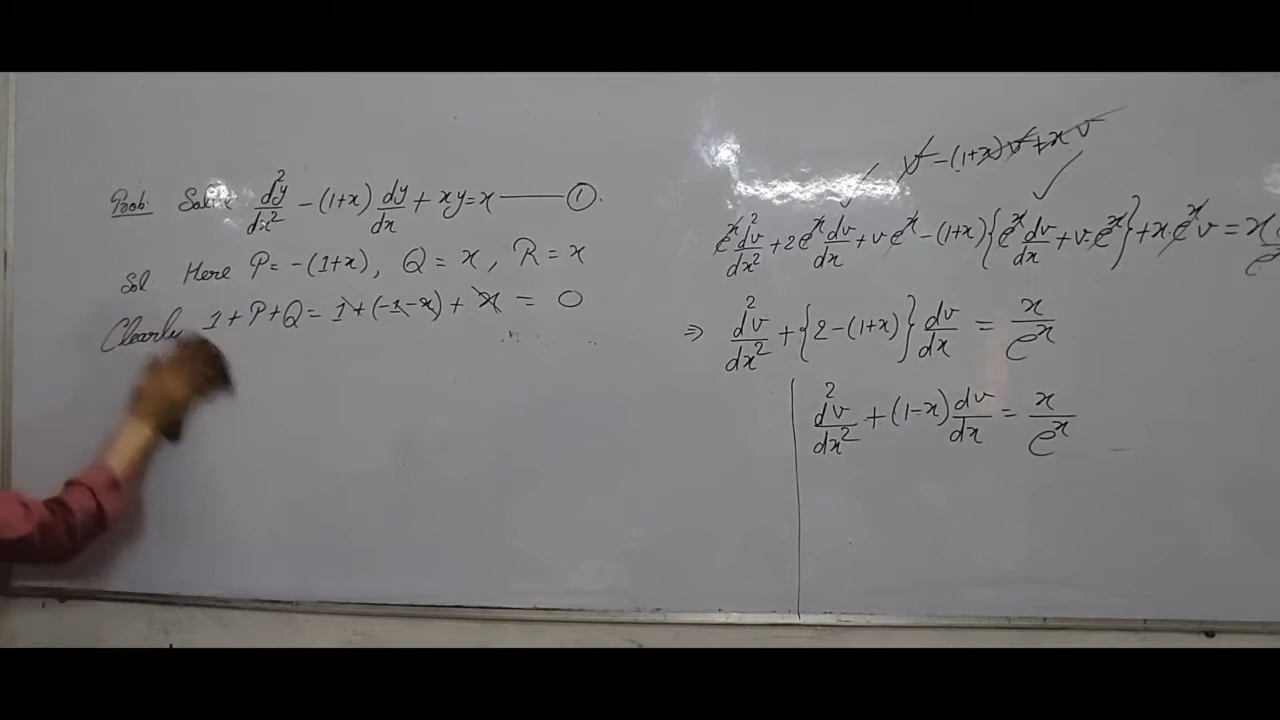 Prob. Solve d²y/dx² - (1+x) dy/dx + xy = x —— ①.
Sol. Here P = -(1+x), Q = x, R = x
Clearly 1 + P + Q = 1 + (-1-x) + x = 0
v - (1+x) v + x v
eˣ d²v/dx² + 2eˣ dv/dx + v eˣ - (1+x) {eˣ dv/dx + v·eˣ} + x·eˣ v = x
⇒ d²v/dx² + {2-(1+x)} dv/dx = x/eˣ
d²v/dx² + (1-x) dv/dx = x/eˣ